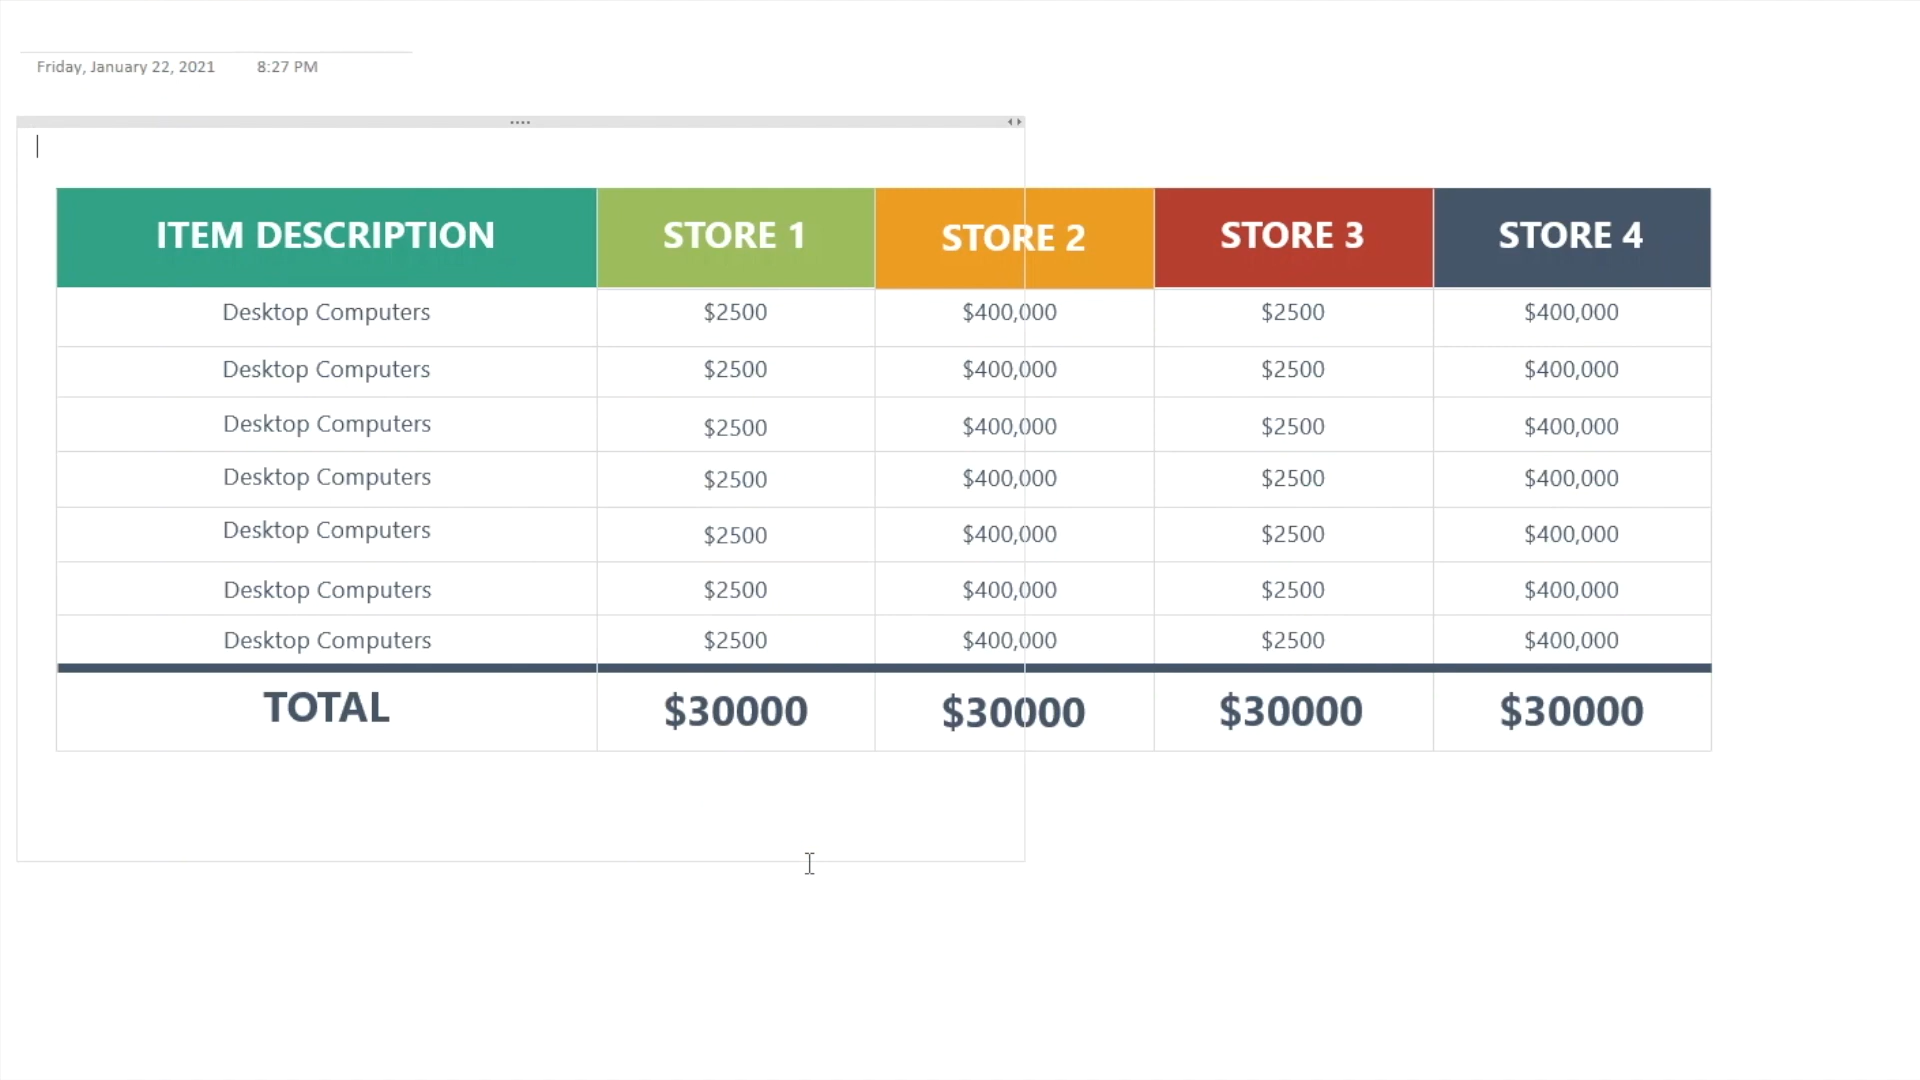 Friday, January 22, 2021 8:27 PM
ITEM DESCRIPTION STORE 1 STORE 2 STORE 3 STORE 4
Desktop Computers $2500 $400,000 $2500 $400,000
Desktop Computers $2500 $400,000 $2500 $400,000
Desktop Computers $2500 $400,000 $2500 $400,000
Desktop Computers $2500 $400,000 $2500 $400,000
Desktop Computers $2500 $400,000 $2500 $400,000
Desktop Computers $2500 $400,000 $2500 $400,000
Desktop Computers $2500 $400,000 $2500 $400,000
TOTAL $30000 $30000 $30000 $30000